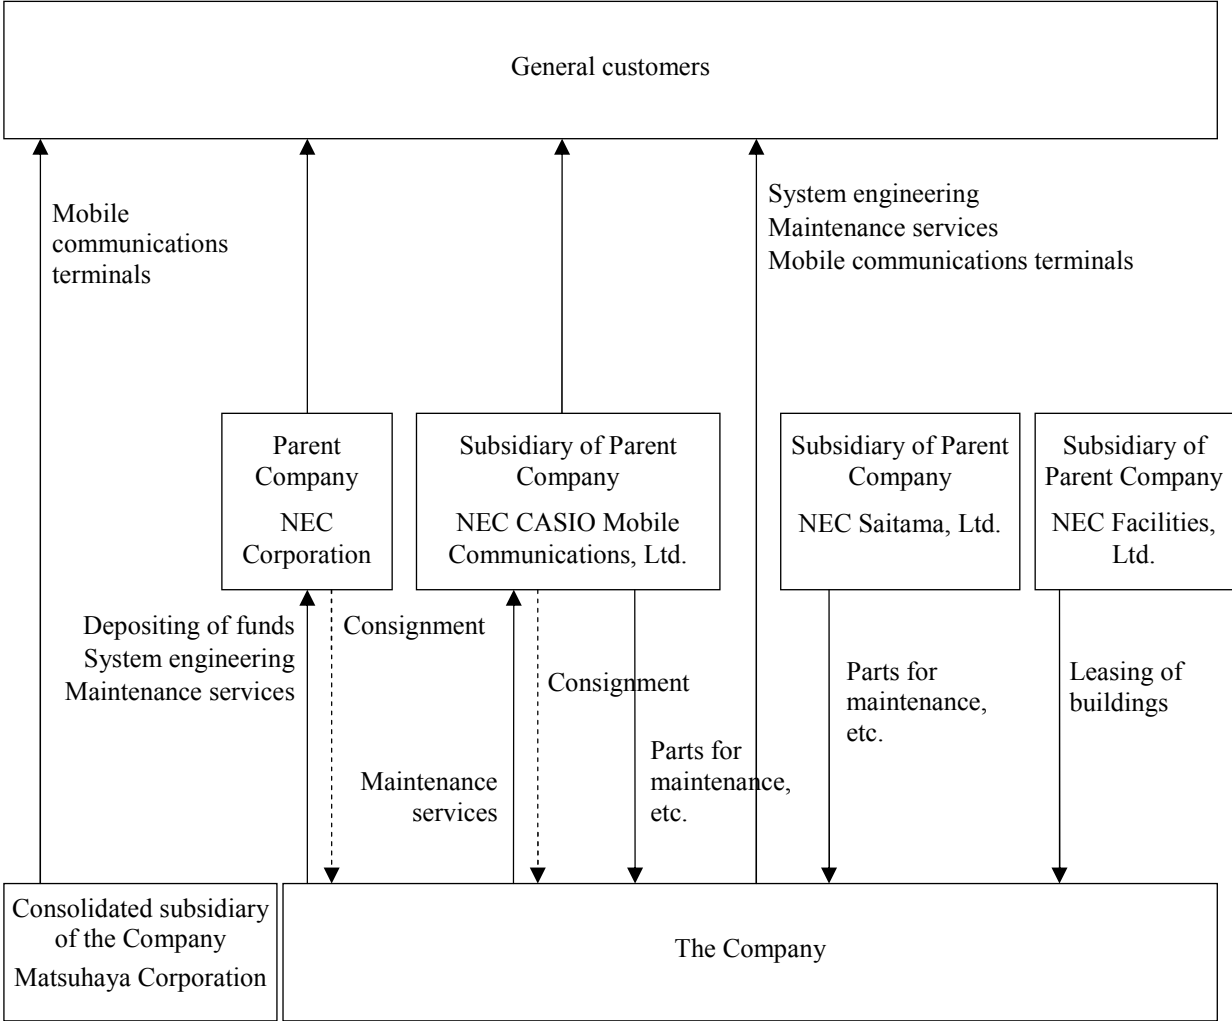 General customers
Mobile
communications
terminals
System engineering
Maintenance services
Mobile communications terminals
Parent
Company
NEC
Corporation
Subsidiary of Parent
Company
NEC CASIO Mobile
Communications, Ltd.
Subsidiary of Parent
Company
NEC Saitama, Ltd.
Subsidiary of
Parent Company
NEC Facilities,
Ltd.
Depositing of funds
System engineering
Maintenance services
Consignment
Maintenance
services
Consignment
Parts for
maintenance,
etc.
Parts for
maintenance,
etc.
Leasing of
buildings
Consolidated subsidiary
of the Company
Matsuhaya Corporation
The Company